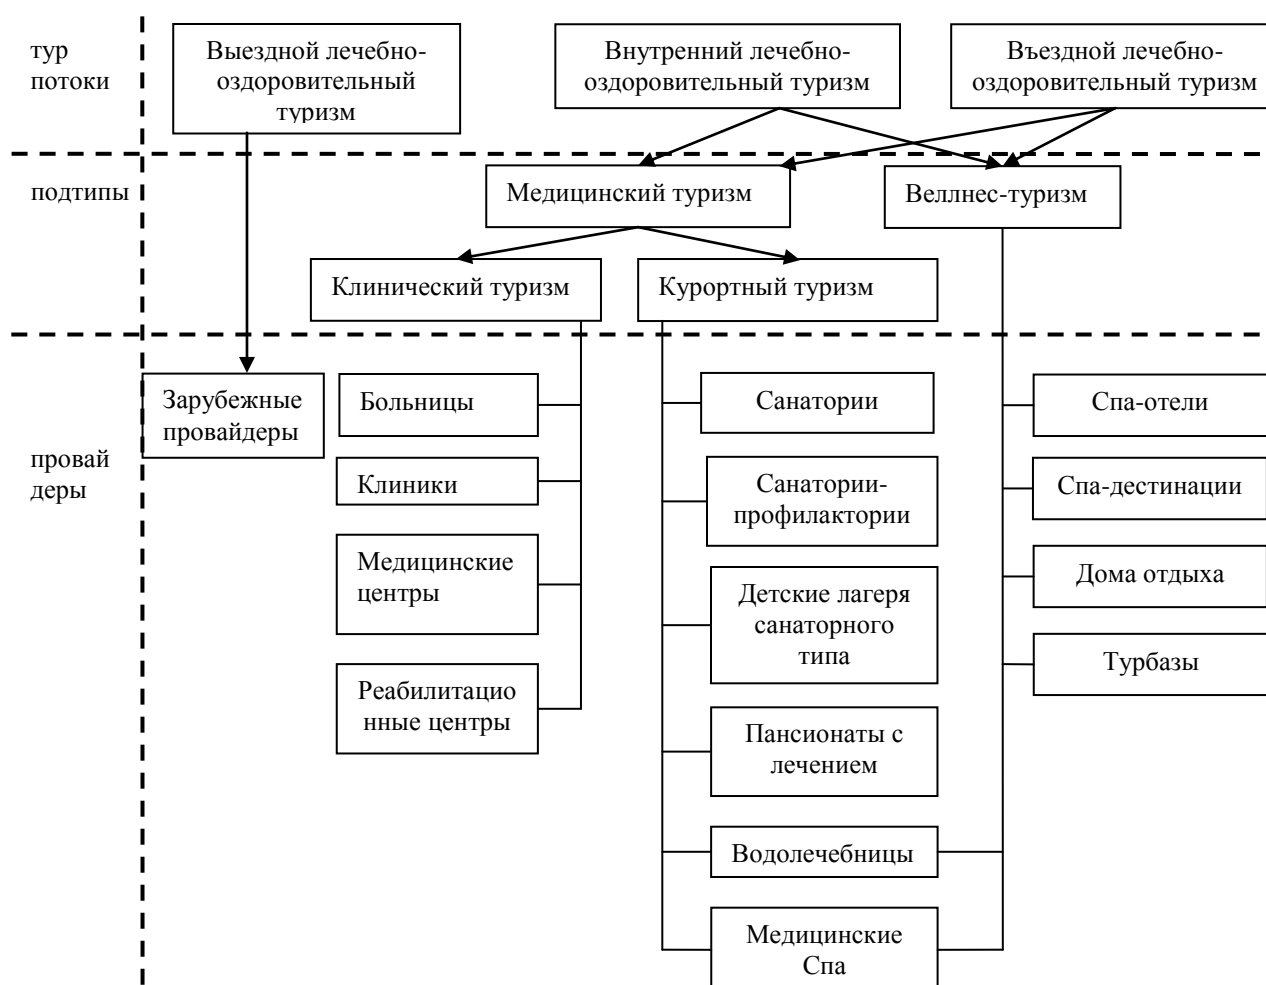 тур
потоки
Выездной лечебно-
оздоровительный
туризм
Внутренний лечебно-
оздоровительный туризм
Въездной лечебно-
оздоровительный туризм
подтипы
Медицинский туризм
Веллнес-туризм
Клинический туризм
Курортный туризм
провай
деры
Зарубежные
провайдеры
Больницы
Клиники
Медицинские
центры
Реабилитацио
нные центры
Санатории
Санатории-
профилактории
Детские лагеря
санаторного
типа
Пансионаты с
лечением
Водолечебницы
Медицинские
Спа
Спа-отели
Спа-дестинации
Дома отдыха
Турбазы